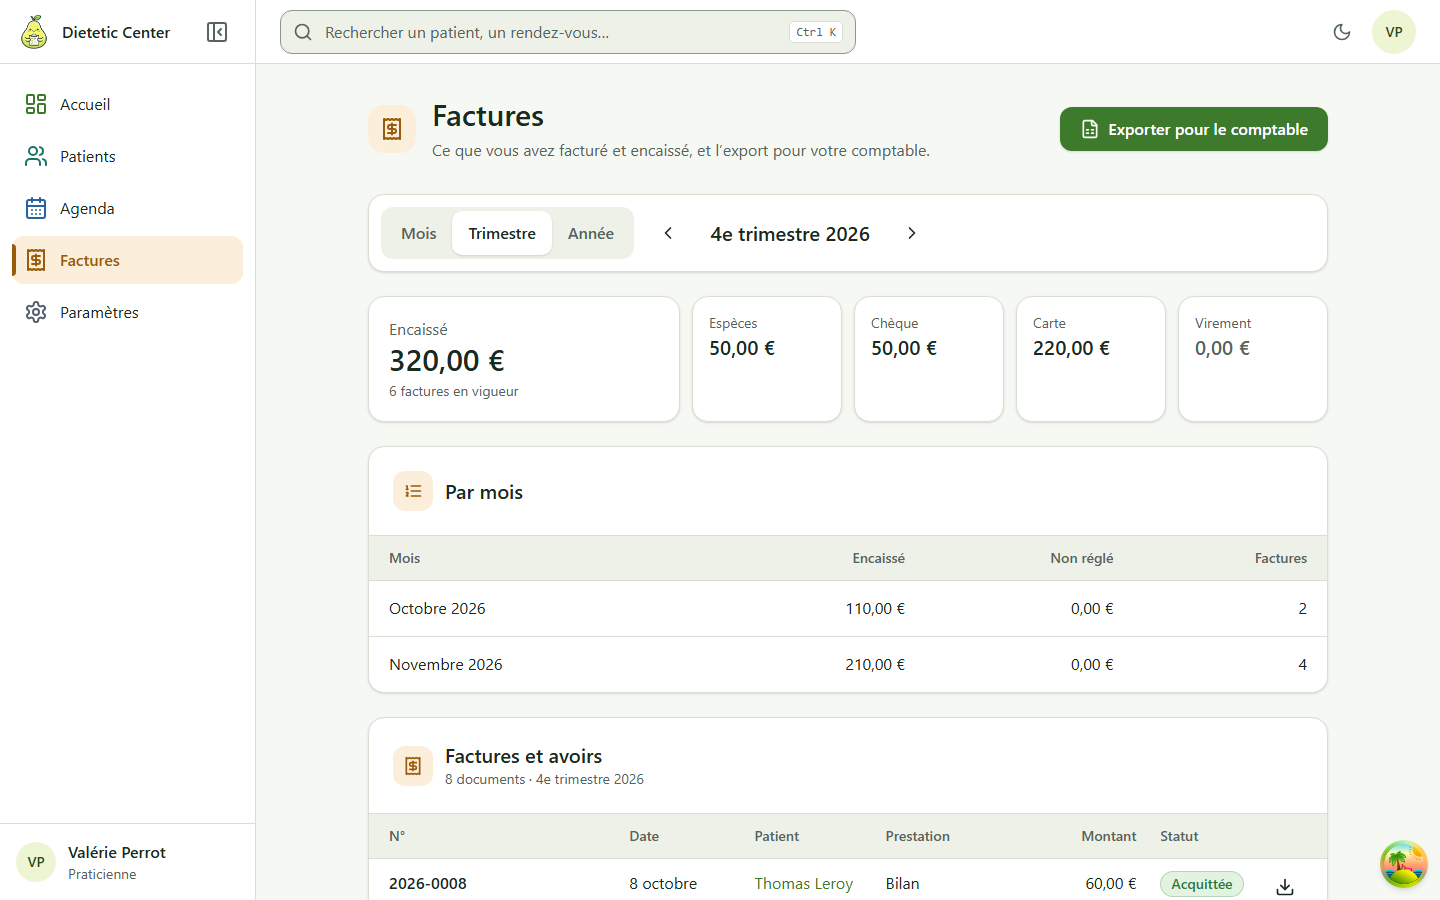 Dietetic Center
Rechercher un patient, un rendez-vous...
Ctrl K
VP
Accueil
Patients
Agenda
Factures
Paramètres
Factures
Ce que vous avez facturé et encaissé, et l'export pour votre comptable.
Exporter pour le comptable
Mois Trimestre Année
4e trimestre 2026
Encaissé
320,00 €
6 factures en vigueur
Espèces
50,00 €
Chèque
50,00 €
Carte
220,00 €
Virement
0,00 €
Par mois
Mois Encaissé Non réglé Factures
Octobre 2026 110,00 € 0,00 € 2
Novembre 2026 210,00 € 0,00 € 4
Factures et avoirs
8 documents · 4e trimestre 2026
N° Date Patient Prestation Montant Statut
2026-0008 8 octobre Thomas Leroy Bilan 60,00 € Acquittée
VP
Valérie Perrot
Praticienne